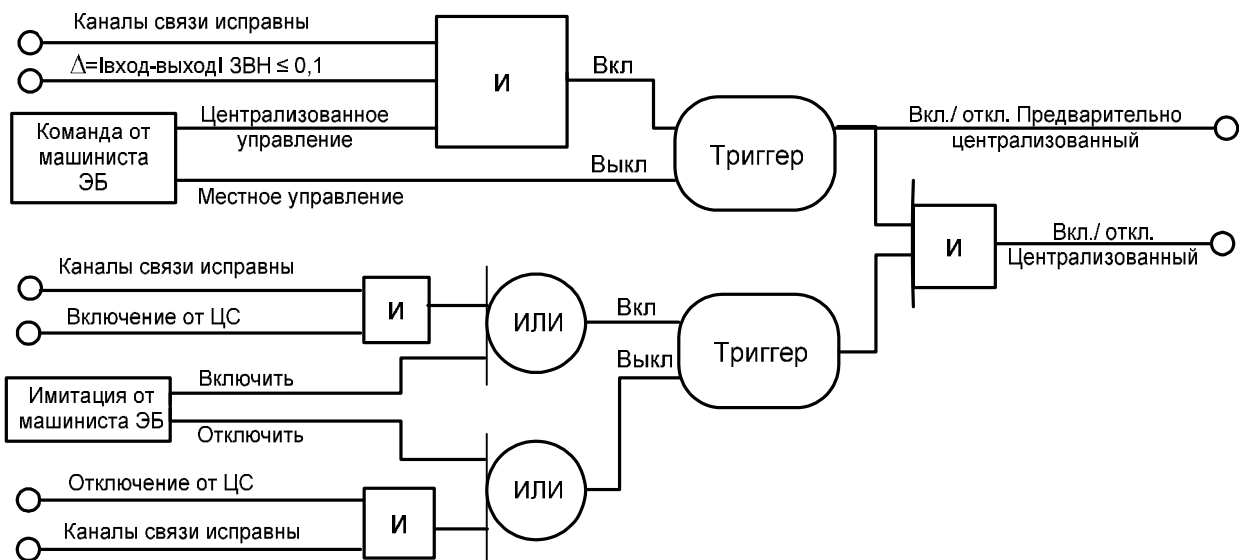 Каналы связи исправны
Δ=Iвход-выходI ЗВН ≤ 0,1
И
Вкл
Команда от
машиниста
ЭБ
Централизованное
управление
Выкл
Местное управление
Триггер
Вкл./ откл. Предварительно
централизованный
И
Вкл./ откл.
Централизованный
Каналы связи исправны
Включение от ЦС
И
ИЛИ
Вкл
Выкл
Триггер
Имитация от
машиниста ЭБ
Включить
Отключить
Отключение от ЦС
Каналы связи исправны
И
ИЛИ